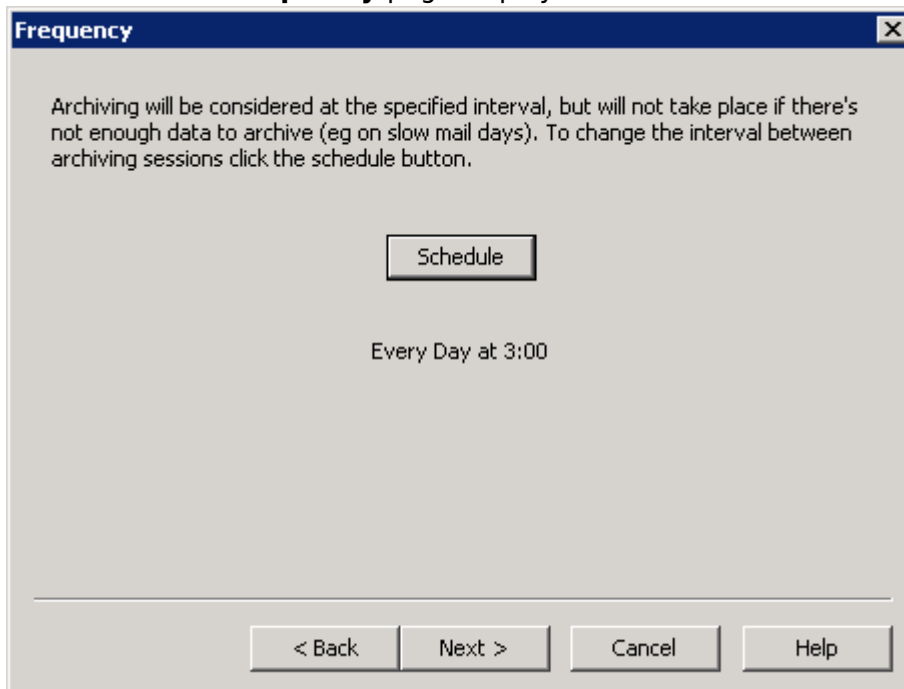 Frequency
Archiving will be considered at the specified interval, but will not take place if there's
not enough data to archive (eg on slow mail days). To change the interval between
archiving sessions click the schedule button.
Schedule
Every Day at 3:00
< Back Next > Cancel Help